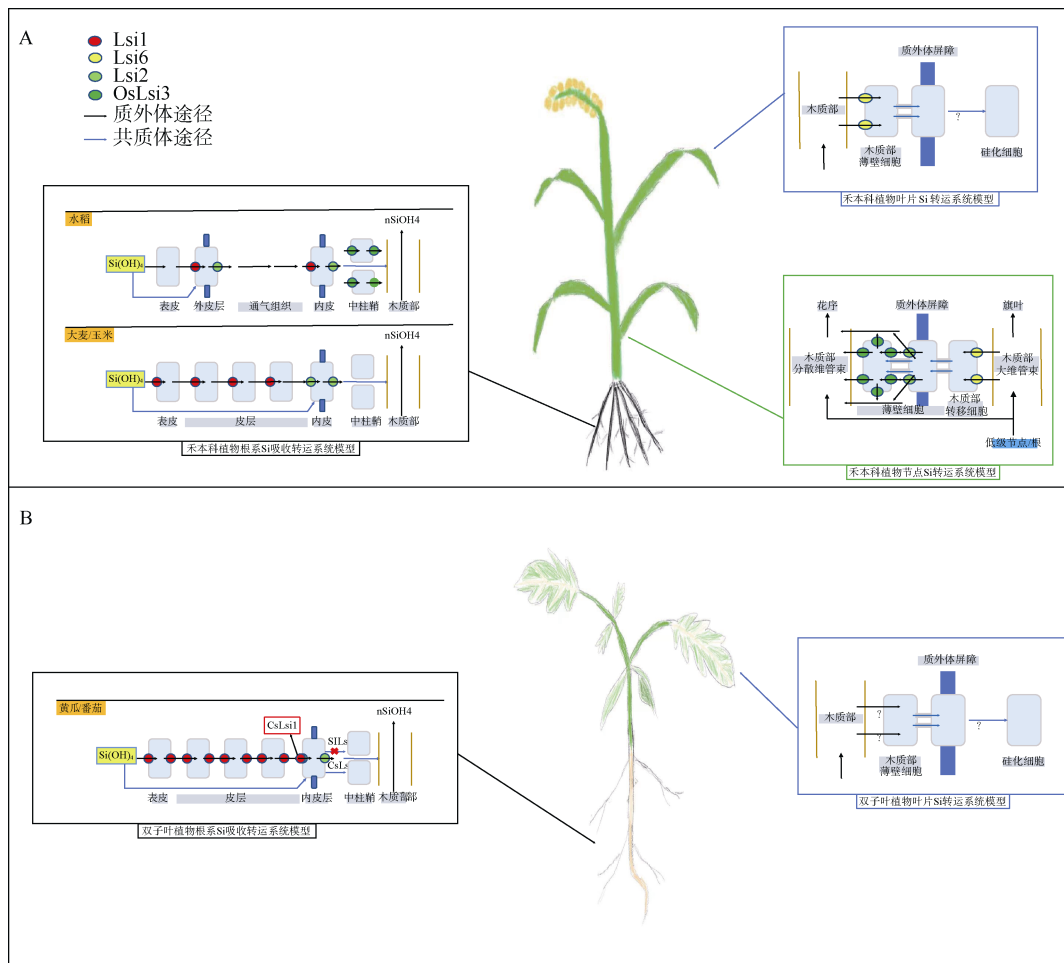 A
Lsi1
Lsi6
Lsi2
OsLsi3
质外体途径
共质体途径
水稻
nSiOH4
Si(OH)₄
表皮
外皮层
通气组织
内皮
中柱鞘
木质部
大麦/玉米
nSiOH4
Si(OH)₄
表皮
皮层
内皮
中柱鞘
木质部
禾本科植物根系Si吸收转运系统模型
质外体屏障
木质部
?
木质部
薄壁细胞
硅化细胞
禾本科植物叶片Si转运系统模型
花序
质外体屏障
旗叶
木质部
分散维管束
木质部
大维管束
薄壁细胞
木质部
转移细胞
低级节点/根
禾本科植物节点Si转运系统模型
B
黄瓜/番茄
nSiOH4
CsLsi1
SILs
Si(OH)₄
CsLs
表皮
皮层
内皮层
中柱鞘
木质部部
双子叶植物根系Si吸收转运系统模型
质外体屏障
木质部
?
?
?
木质部
薄壁细胞
硅化细胞
双子叶植物叶片Si转运系统模型